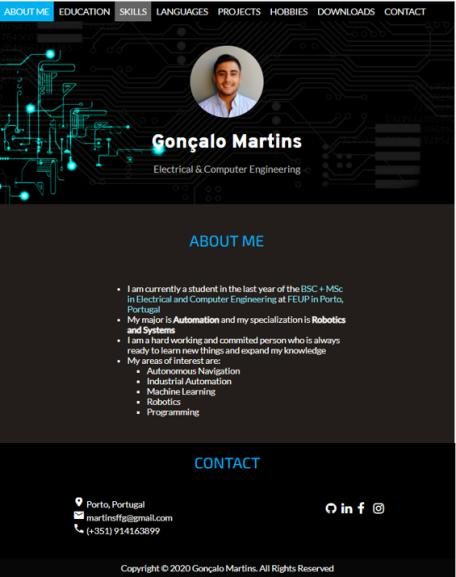 ABOUT ME EDUCATION SKILLS LANGUAGES PROJECTS HOBBIES DOWNLOADS CONTACT
Gonçalo Martins
Electrical & Computer Engineering
ABOUT ME
I am currently a student in the last year of the BSC + MSc
in Electrical and Computer Engineering at FEUP in Porto,
Portugal
My major is Automation and my specialization is Robotics
and Systems
I am a hard working and commited person who is always
ready to learn new things and expand my knowledge
My areas of interest are:
Autonomous Navigation
Industrial Automation
Machine Learning
Robotics
Programming
CONTACT
Porto, Portugal
martinsffg@gmail.com
(+351) 914163899
Copyright © 2020 Gonçalo Martins. All Rights Reserved